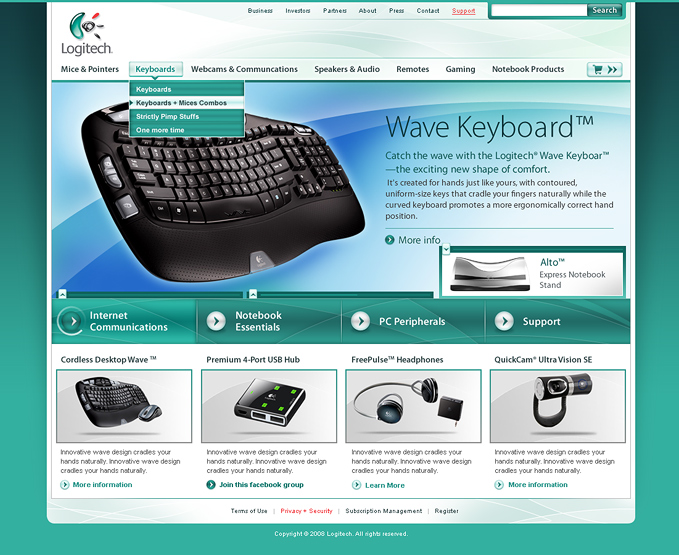 Business Investors Partners About Press Contact Support
Search
Logitech.
Mice & Pointers Keyboards Webcams & Communcations Speakers & Audio Remotes Gaming Notebook Products
Keyboards
Keyboards + Mices Combos
Strictly Pimp Stuffs
One more time
Wave Keyboard™
Catch the wave with the Logitech® Wave Keyboar™
—the exciting new shape of comfort.
It's created for hands just like yours, with contoured,
uniform-size keys that cradle your fingers naturally while the
curved keyboard promotes a more ergonomically correct hand
position.
More info
Alto™
Express Notebook
Stand
Internet
Communications
Notebook
Essentials
PC Peripherals
Support
Cordless Desktop Wave ™
Premium 4-Port USB Hub
FreePulse™ Headphones
QuickCam® Ultra Vision SE
Innovative wave design cradles your
hands naturally. Innovative wave design
cradles your hands naturally.
More information
Innovative wave design cradles your
hands naturally. Innovative wave design
cradles your hands naturally.
Join this facebook group
Innovative wave design cradles your
hands naturally. Innovative wave design
cradles your hands naturally.
Learn More
Innovative wave design cradles your
hands naturally. Innovative wave design
cradles your hands naturally.
More information
Terms of Use | Privacy + Security | Subscription Management | Register
Copyright © 2008 Logitech. All rights reserved.